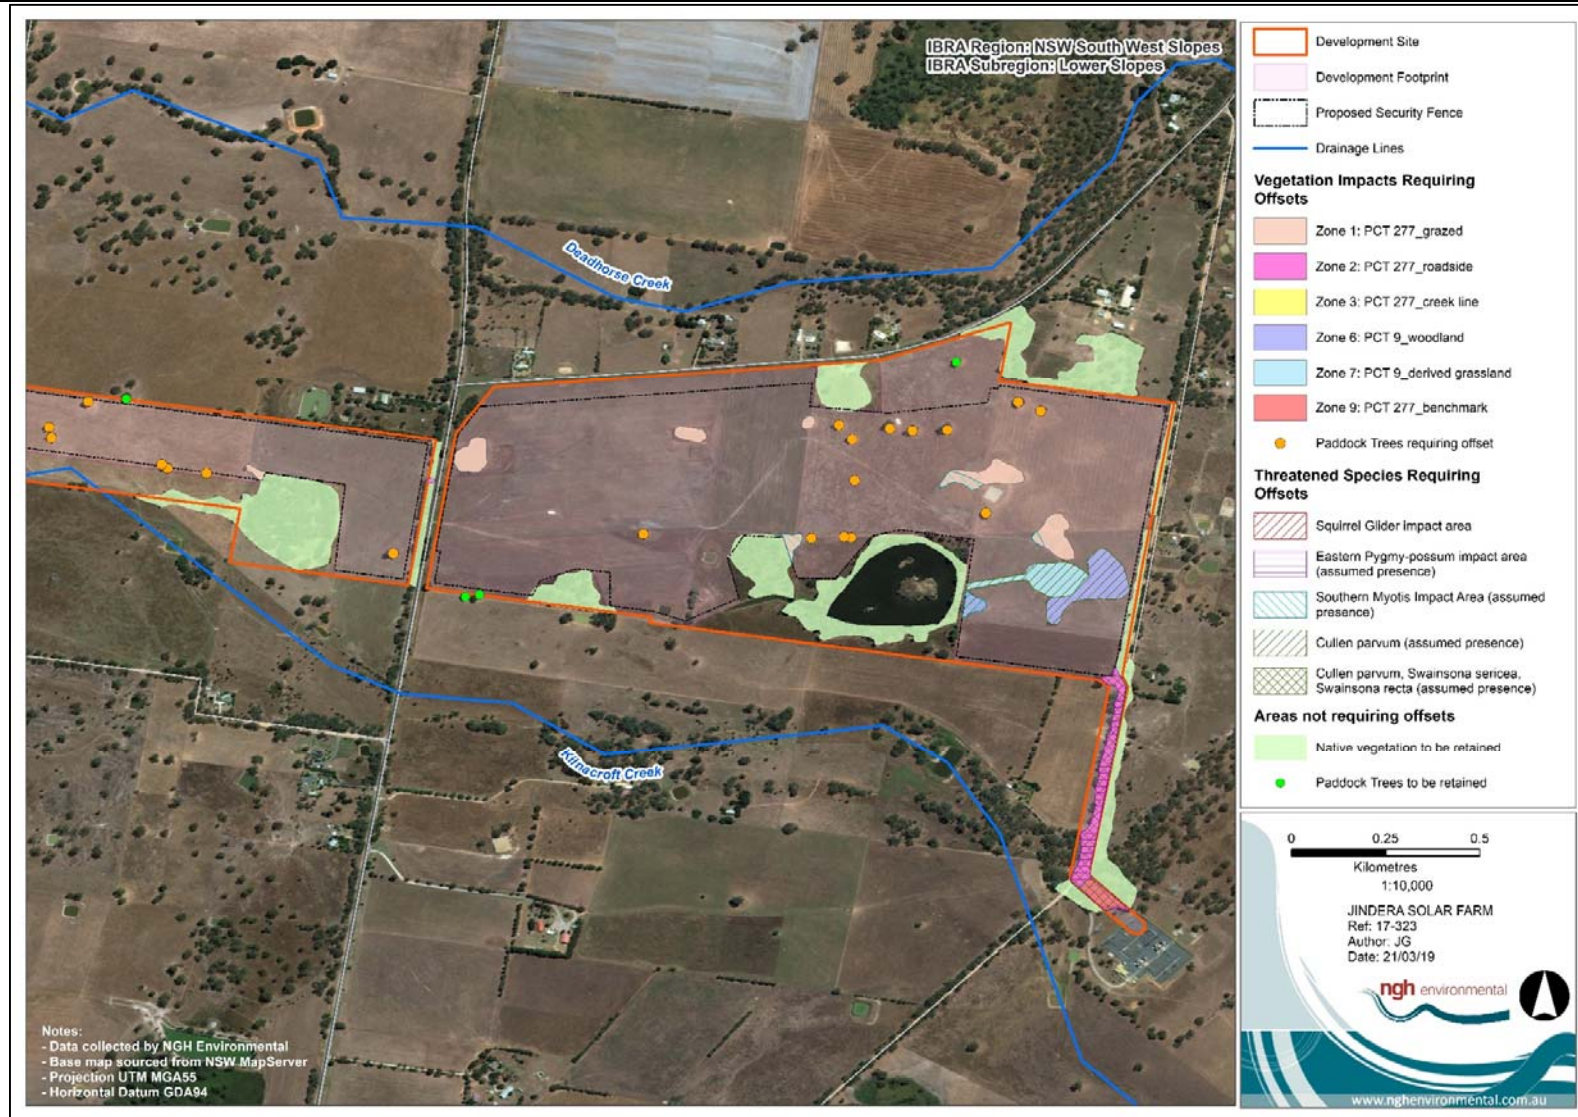 IBRA Region: NSW South West Slopes
IBRA Subregion: Lower Slopes
Deadhorse Creek
Kilnacroft Creek
Notes:
- Data collected by NGH Environmental
- Base map sourced from NSW MapServer
- Projection UTM MGA55
- Horizontal Datum GDA94
Development Site
Development Footprint
Proposed Security Fence
Drainage Lines
Vegetation Impacts Requiring
Offsets
Zone 1: PCT 277_grazed
Zone 2: PCT 277_roadside
Zone 3: PCT 277_creek line
Zone 6: PCT 9_woodland
Zone 7: PCT 9_derived grassland
Zone 9: PCT 277_benchmark
Paddock Trees requiring offset
Threatened Species Requiring
Offsets
Squirrel Glider impact area
Eastern Pygmy-possum impact area
(assumed presence)
Southern Myotis Impact Area (assumed
presence)
Cullen parvum (assumed presence)
Cullen parvum, Swainsona sericea,
Swainsona recta (assumed presence)
Areas not requiring offsets
Native vegetation to be retained
Paddock Trees to be retained
0 0.25 0.5
Kilometres
1:10,000
JINDERA SOLAR FARM
Ref: 17-323
Author: JG
Date: 21/03/19
ngh environmental
www.nghenvironmental.com.au